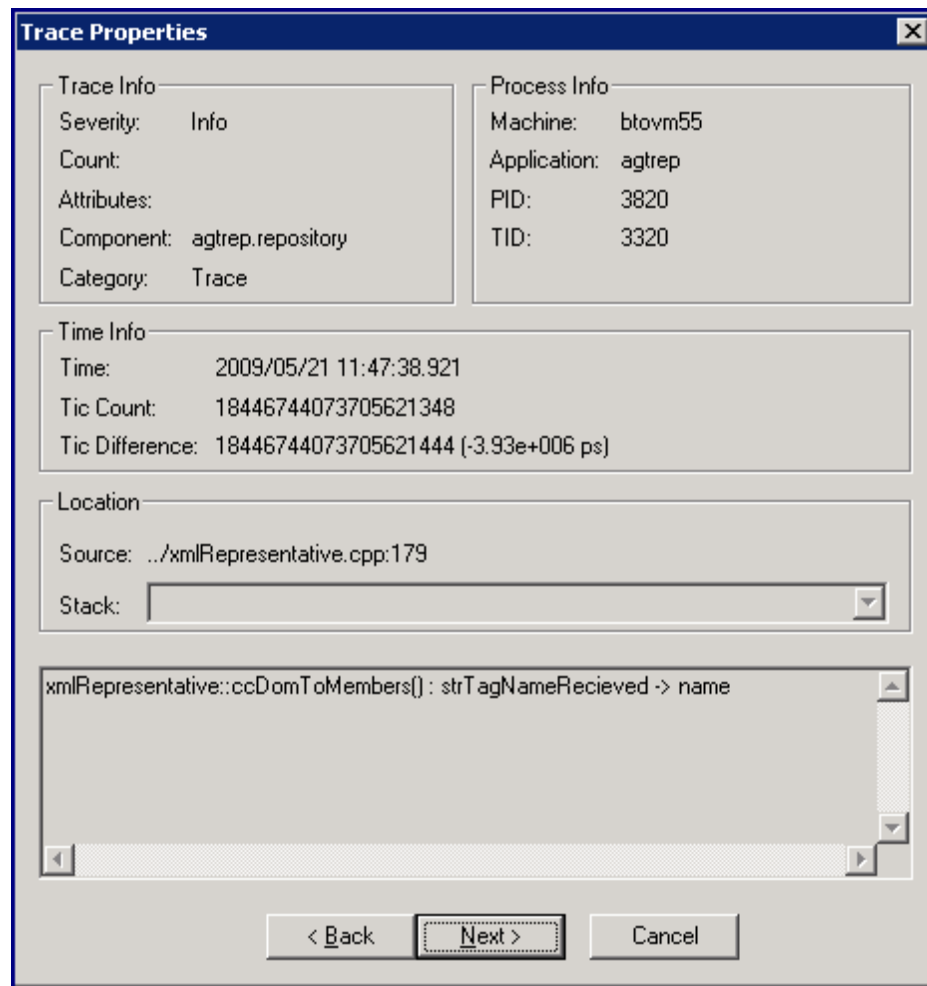 Trace Properties
Trace Info
Severity: Info
Count:
Attributes:
Component: agtrep.repository
Category: Trace
Process Info
Machine: btovm55
Application: agtrep
PID: 3820
TID: 3320
Time Info
Time: 2009/05/21 11:47:38.921
Tic Count: 18446744073705621348
Tic Difference: 18446744073705621444 (-3.93e+006 ps)
Location
Source: ../xmlRepresentative.cpp:179
Stack:
xmlRepresentative::ccDomToMembers() : strTagNameRecieved -> name
< Back
Next >
Cancel